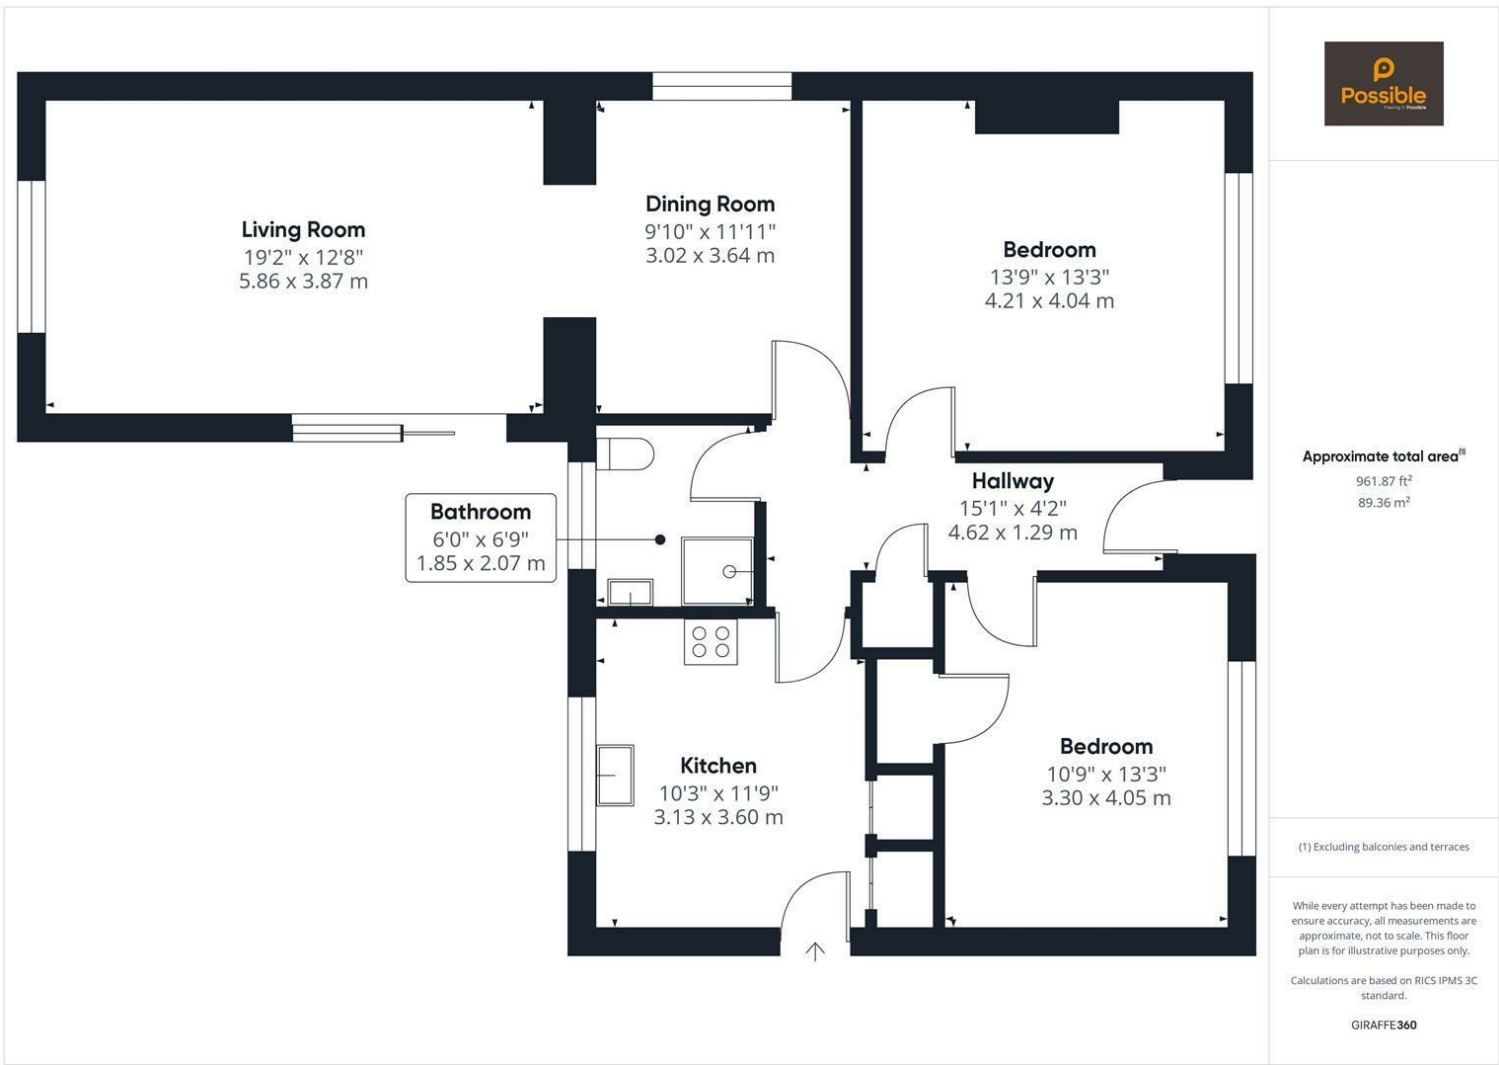 Living Room
19'2" x 12'8"
5.86 x 3.87 m
Dining Room
9'10" x 11'11"
3.02 x 3.64 m
Bedroom
13'9" x 13'3"
4.21 x 4.04 m
Hallway
15'1" x 4'2"
4.62 x 1.29 m
Bathroom
6'0" x 6'9"
1.85 x 2.07 m
Kitchen
10'3" x 11'9"
3.13 x 3.60 m
Bedroom
10'9" x 13'3"
3.30 x 4.05 m
Possible
Approximate total area(1)
961.87 ft²
89.36 m²
(1) Excluding balconies and terraces
While every attempt has been made to
ensure accuracy, all measurements are
approximate, not to scale. This floor
plan is for illustrative purposes only.
Calculations are based on RICS IPMS 3C
standard.
GIRAFFE360